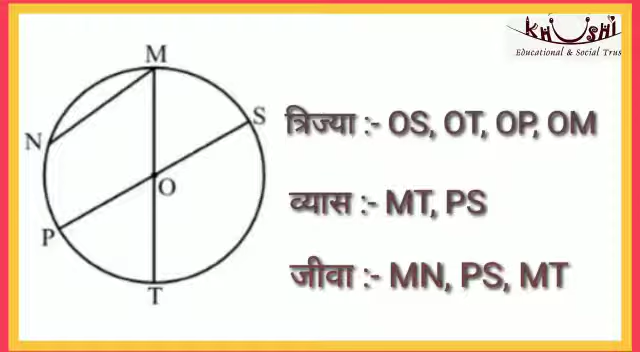 KHUSHI
Educational & Social Trus
M
S
त्रिज्या :- OS, OT, OP, OM
N
O
व्यास :- MT, PS
P
जीवा :- MN, PS, MT
T